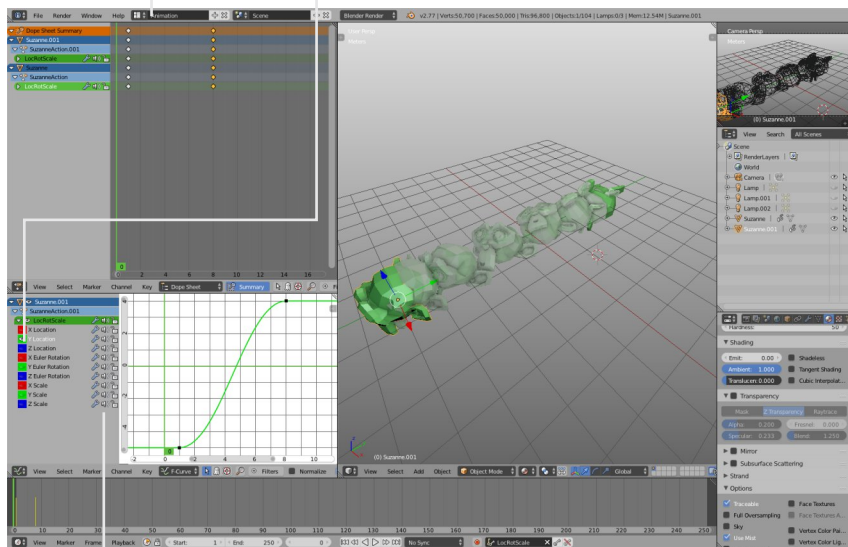 File Render Window Help Animation Scene Blender Render v2.77 | Verts:50,700 | Faces:50,000 | Tris:96,800 | Objects:1/104 | Lamps:0/3 | Mem:12.54M | Suzanne.001
Dope Sheet Summary
Suzanne.001
SuzanneAction.001
LocRotScale
Suzanne
SuzanneAction
LocRotScale
0
2 4 6 8 10 12 14 16
View Select Marker Channel Key Dope Sheet Summary
Suzanne.001
SuzanneAction.001
LocRotScale
X Location
Y Location
Z Location
X Euler Rotation
Y Euler Rotation
Z Euler Rotation
X Scale
Y Scale
Z Scale
0
View Select Marker Channel Key F-Curve Filters Normalize
User Persp
Meters
(0) Suzanne.001
View Select Add Object Object Mode Global
Camera Persp
Meters
(0) Suzanne.001
View Search All Scenes
Scene
RenderLayers
World
Camera
Lamp
Lamp.001
Lamp.002
Suzanne
Suzanne.001
Hardness: 50
Shading
Emit: 0.00 Shadeless
Ambient: 1.000 Tangent Shading
Translucen: 0.000 Cubic Interpolat...
Transparency
Mask Z Transparency Raytrace
Alpha 0.200 Fresnel 0.000
Specular: 0.233 Blend: 1.250
Mirror
Subsurface Scattering
Strand
Options
Traceable Face Textures
Full Oversampling Face Textures A...
Sky
Use Mist Vertex Color Pai...
Vertex Color Lig...
10 20 30 40 50 60 70 80 90 100 110 120 130 140 150 160 170 180 190 200 210 220 230 240 250
View Marker Frame Playback Start: 1 End: 250 0 No Sync LocRotScale